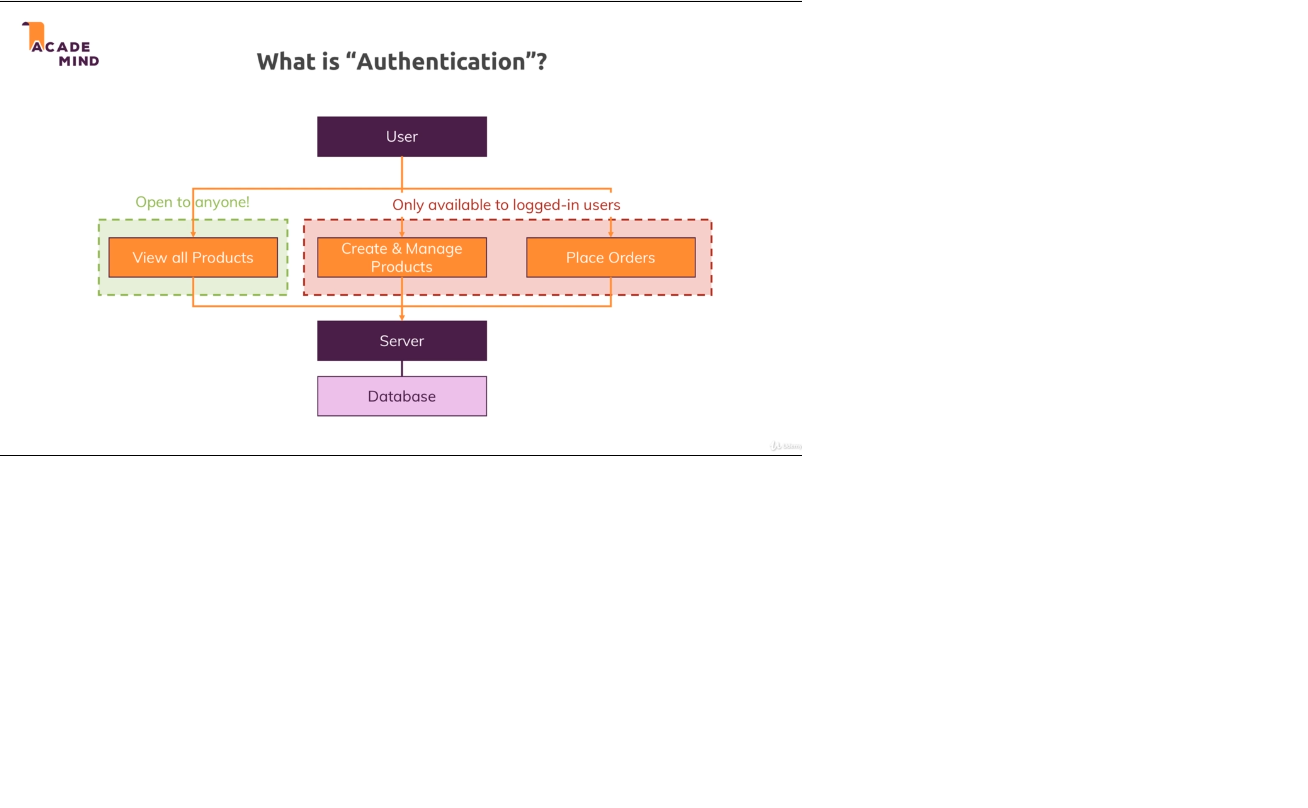 ACADE
MIND
What is “Authentication”?
User
Open to anyone!
Only available to logged-in users
View all Products
Create & Manage
Products
Place Orders
Server
Database